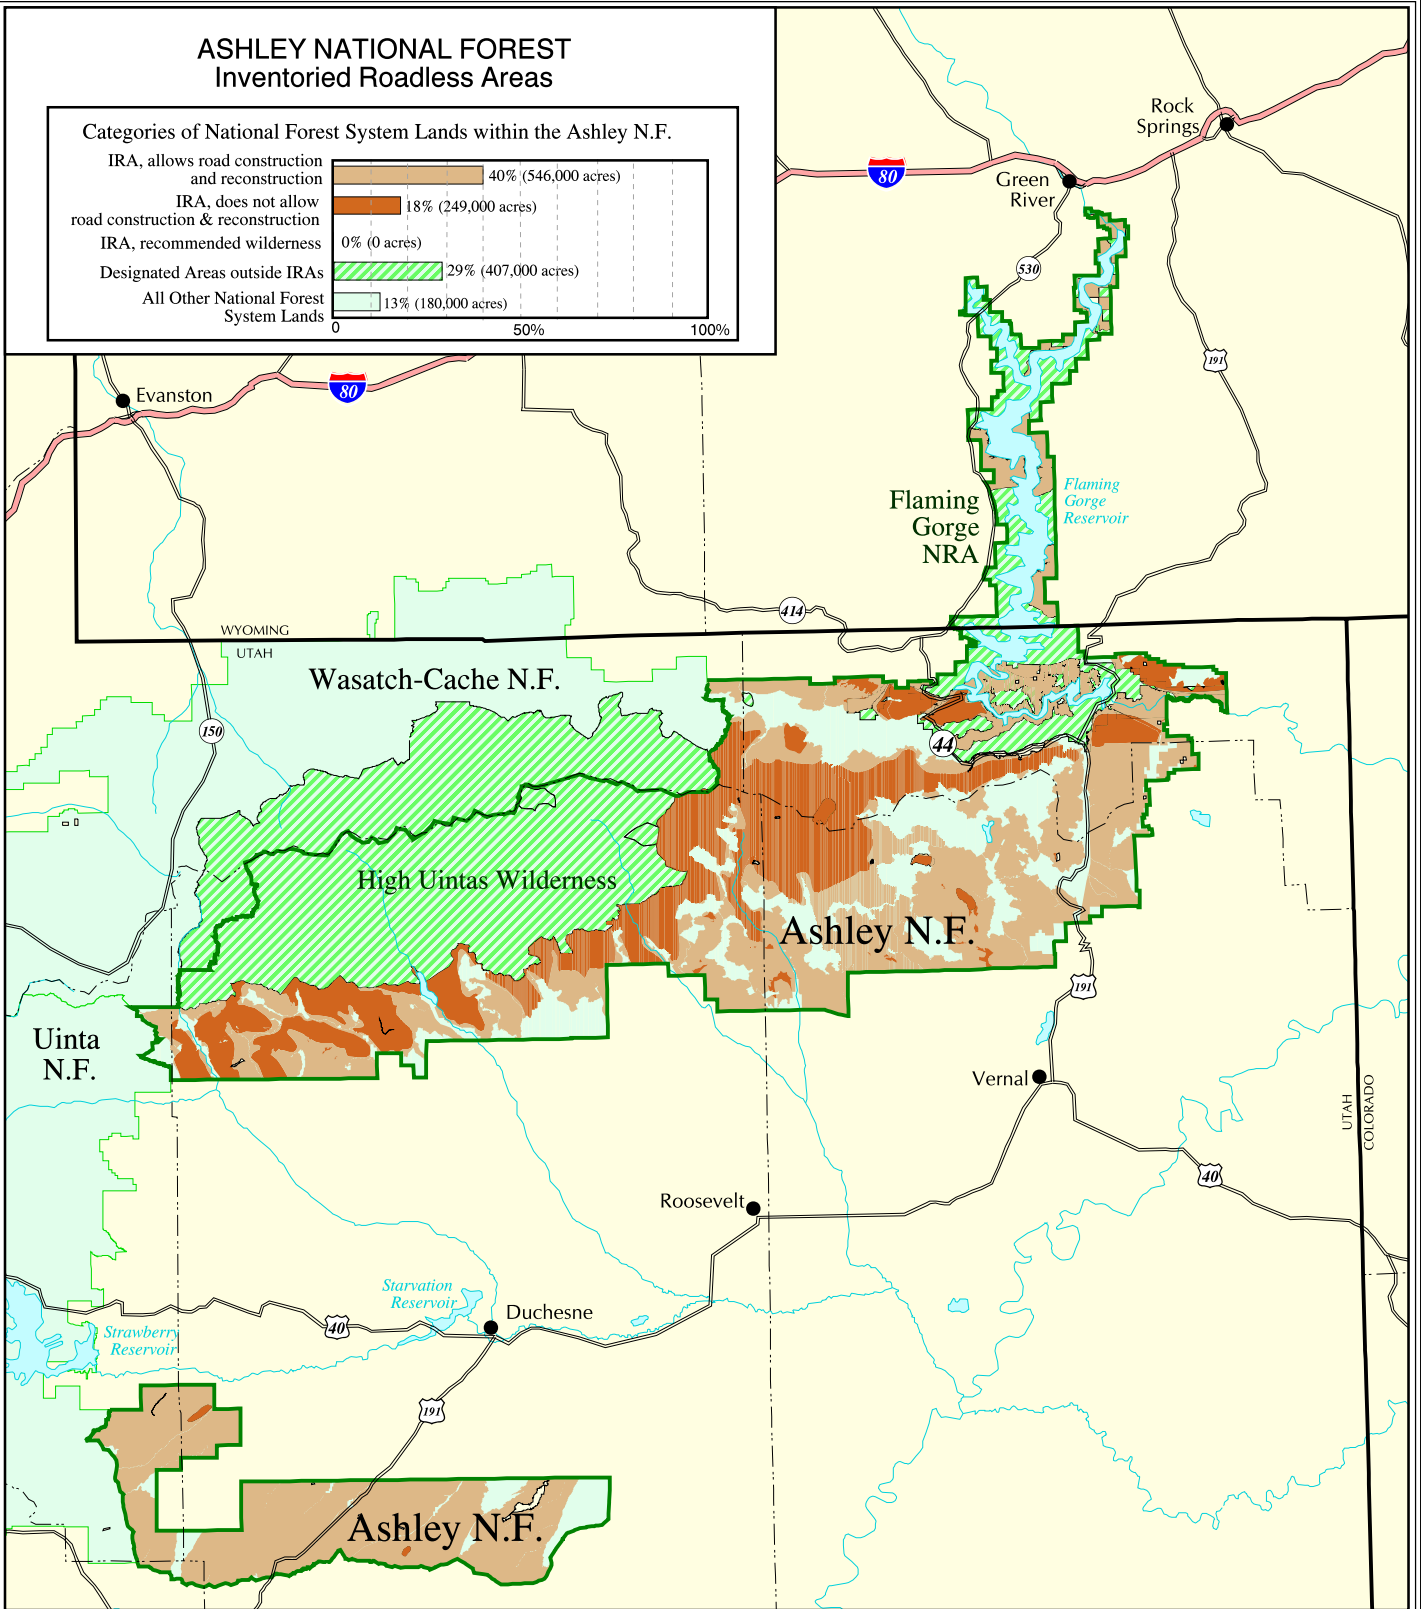 ASHLEY NATIONAL FOREST
Inventoried Roadless Areas
Categories of National Forest System Lands within the Ashley N.F.
IRA, allows road construction
and reconstruction
40% (546,000 acres)
IRA, does not allow
road construction & reconstruction
18% (249,000 acres)
IRA, recommended wilderness
0% (0 acres)
Designated Areas outside IRAs
29% (407,000 acres)
All Other National Forest
System Lands
13% (180,000 acres)
0 50% 100%
Rock
Springs
80
Green
River
530
191
80
Evanston
Flaming
Gorge
NRA
Flaming
Gorge
Reservoir
414
WYOMING
UTAH
Wasatch-Cache N.F.
150
44
High Uintas Wilderness
Ashley N.F.
191
Uinta
N.F.
Vernal
UTAH
COLORADO
40
Roosevelt
Starvation
Reservoir
Duchesne
40
Strawberry
Reservoir
191
Ashley N.F.